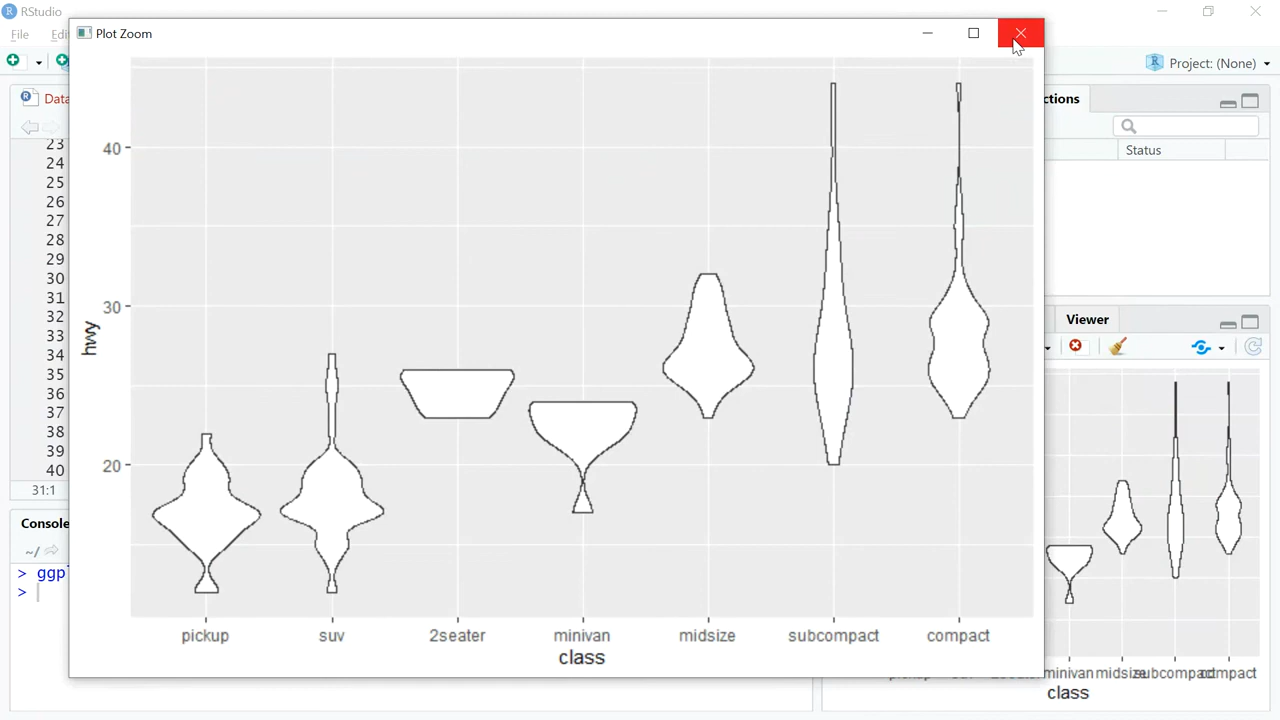 RStudio
File Edi
Plot Zoom
Project: (None)
Data
ctions
Status
23
24
25
26
27
28
29
30
31
32
33
34
35
36
37
38
39
40
31:1
40
30
20
hwy
pickup suv 2seater minivan midsize subcompact compact
class
Viewer
minivan midsize subcompact compact
class
Console
~/
> ggp
>